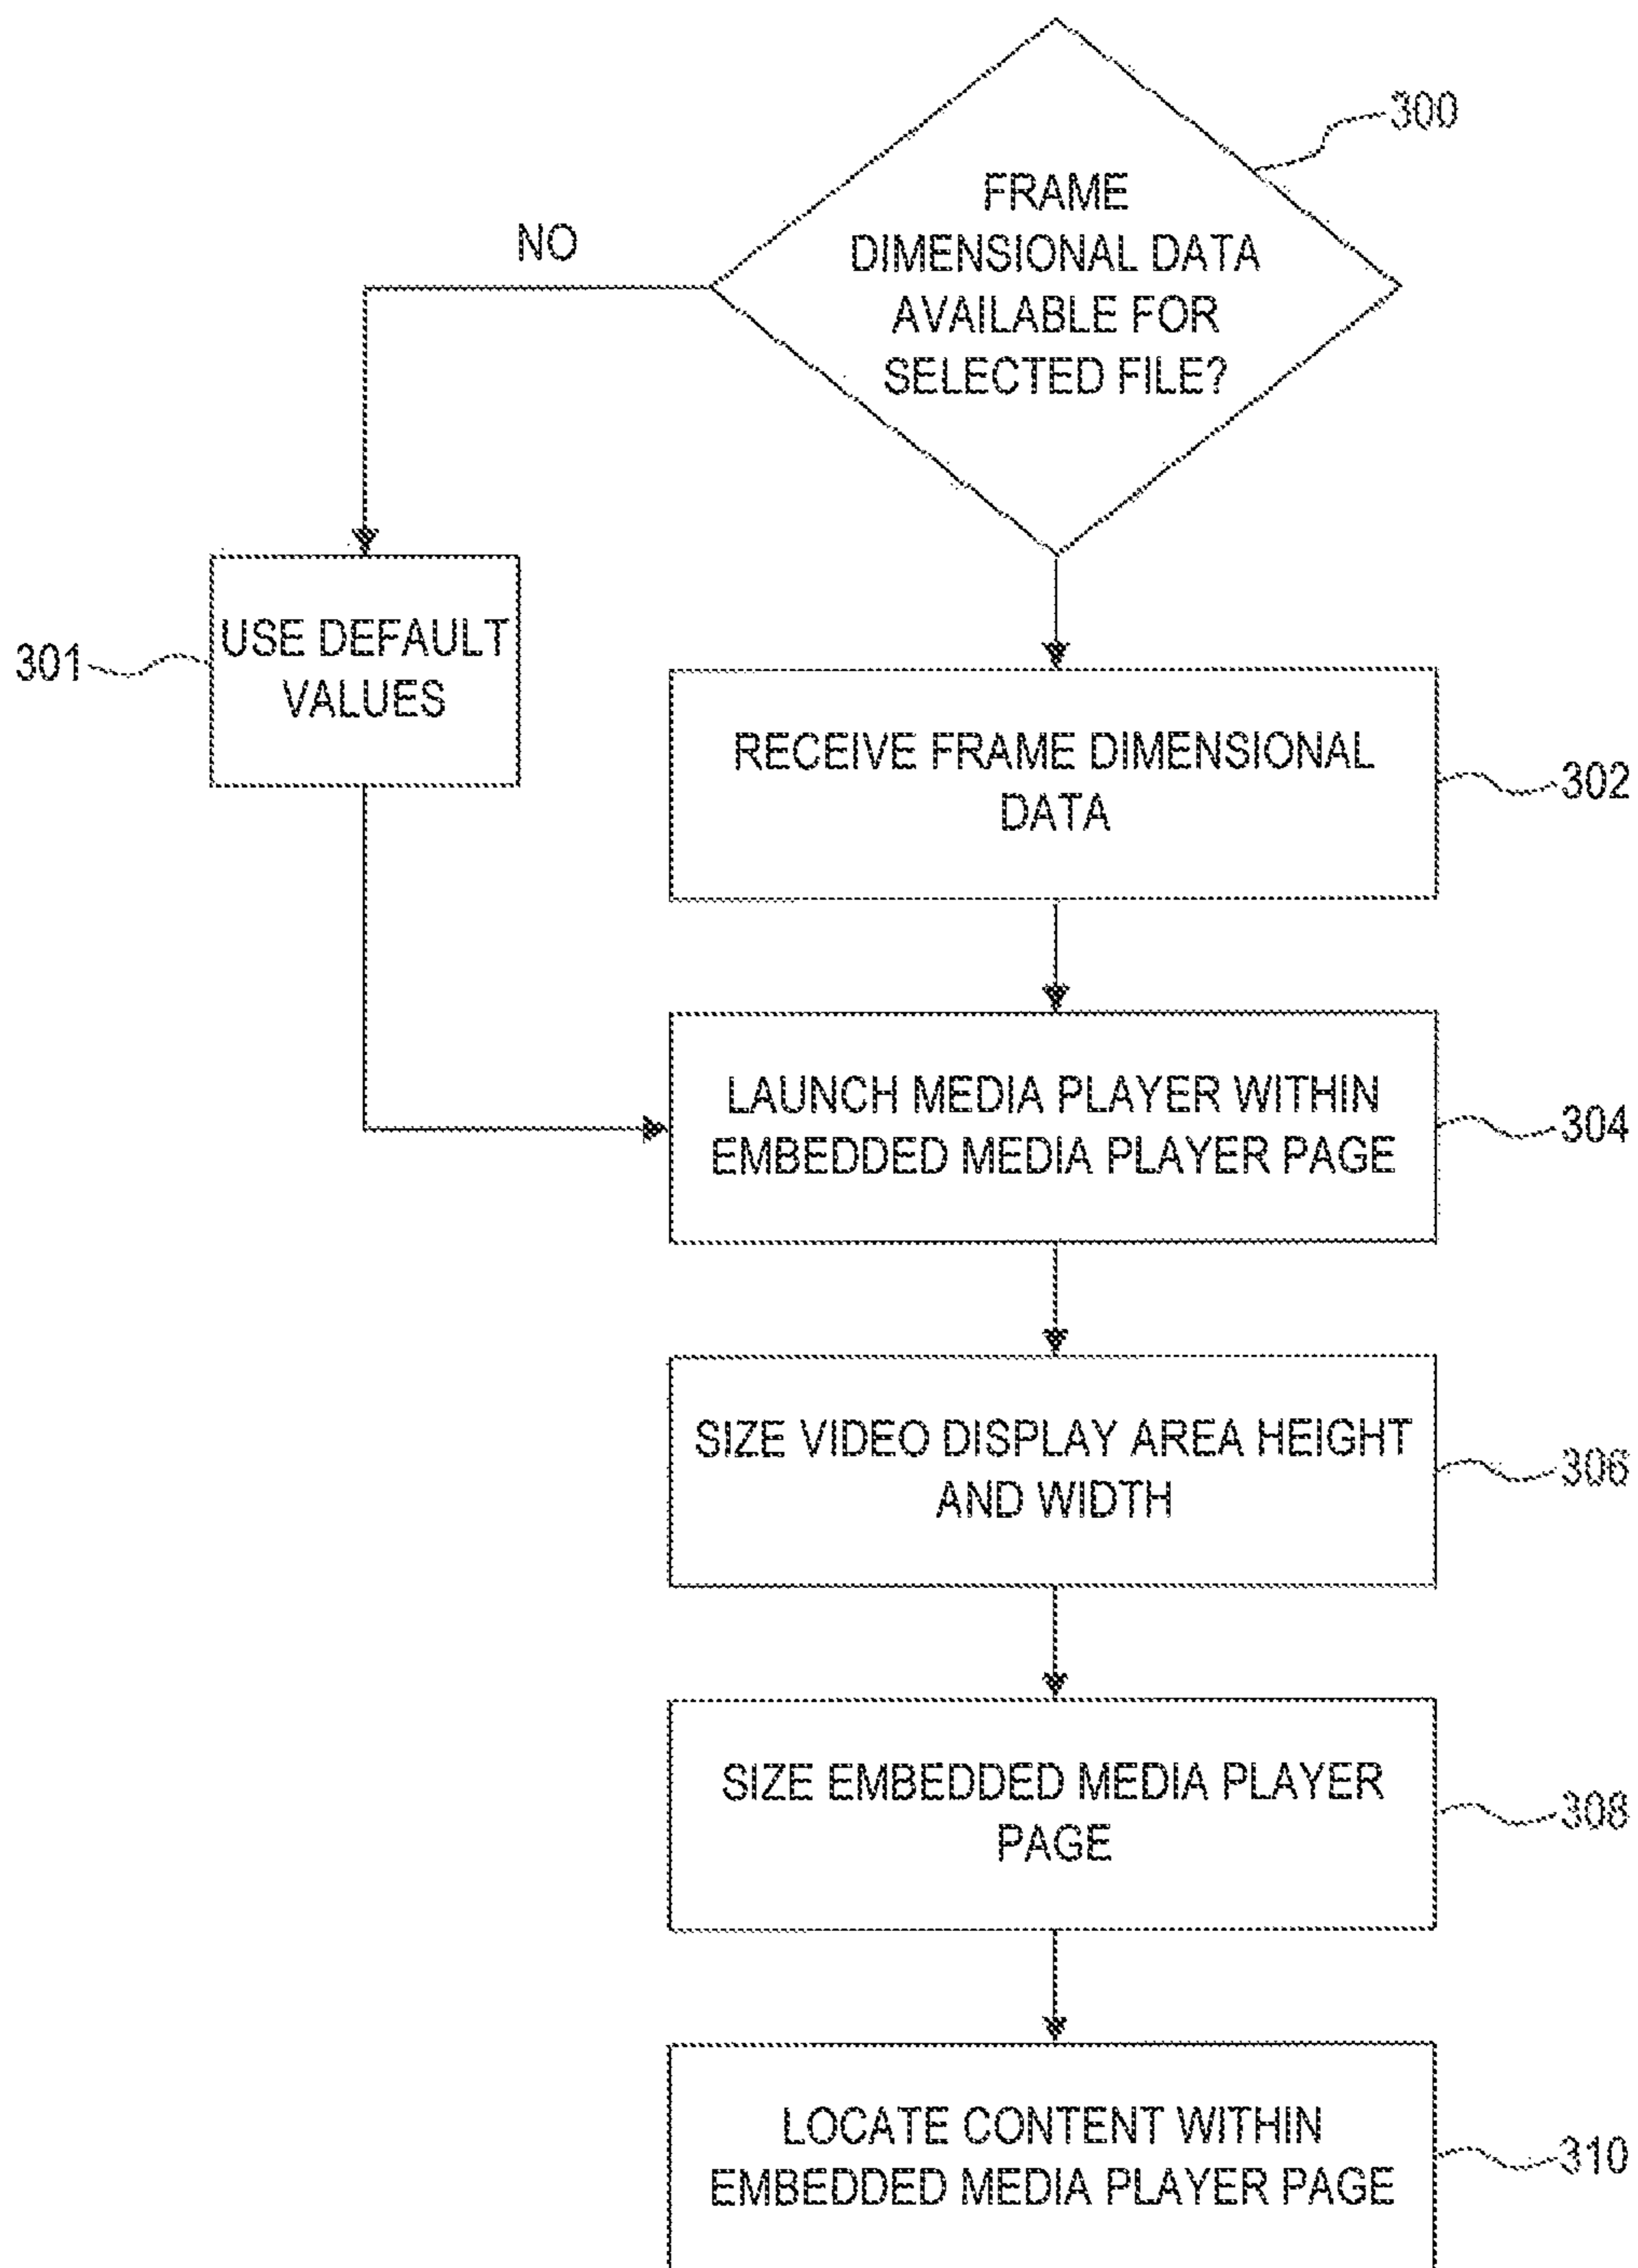 300
FRAME
DIMENSIONAL DATA
AVAILABLE FOR
SELECTED FILE?
NO
301
USE DEFAULT
VALUES
RECEIVE FRAME DIMENSIONAL
DATA
302
LAUNCH MEDIA PLAYER WITHIN
EMBEDDED MEDIA PLAYER PAGE
304
SIZE VIDEO DISPLAY AREA HEIGHT
AND WIDTH
306
SIZE EMBEDDED MEDIA PLAYER
PAGE
308
LOCATE CONTENT WITHIN
EMBEDDED MEDIA PLAYER PAGE
310